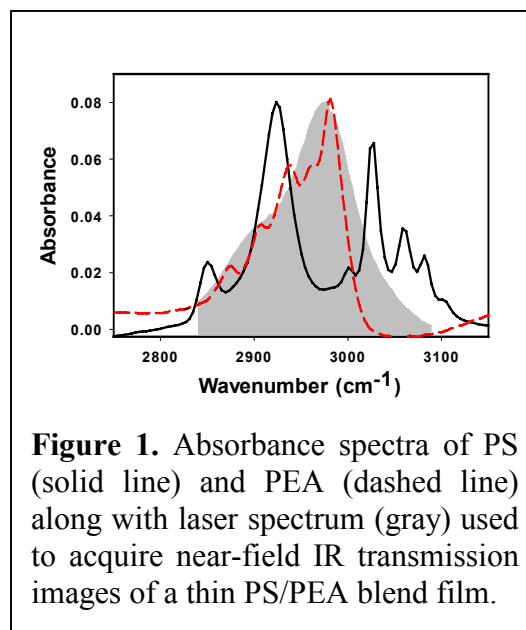 0.08
0.06
0.04
0.02
0.00
Absorbance
2800 2900 3000 3100
Wavenumber (cm-1)
Figure 1. Absorbance spectra of PS
(solid line) and PEA (dashed line)
along with laser spectrum (gray) used
to acquire near-field IR transmission
images of a thin PS/PEA blend film.